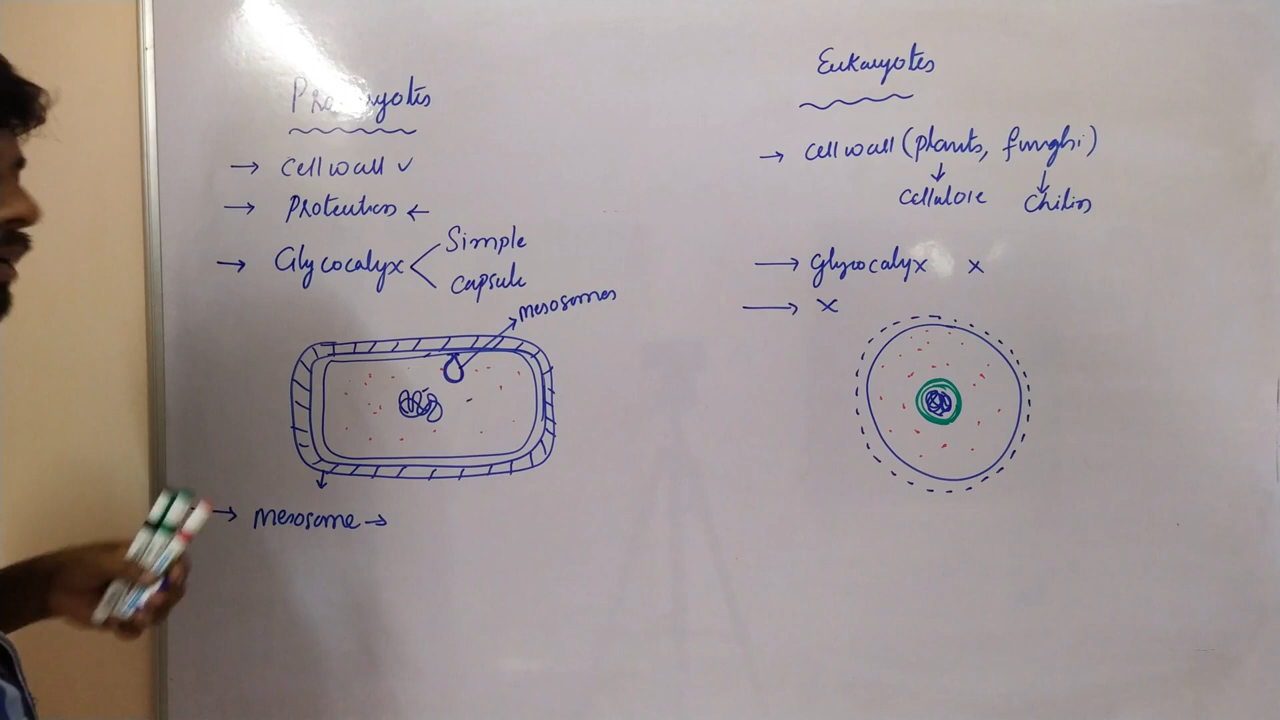 Prokaryotes
→ Cell wall ✓
→ Protection ←
→ Glycocalyx < Simple
capsule
mesosomes
→ mesosome →
Eukaryotes
→ cell wall (plants, funghi)
↓ ↓
cellulose chitin
→ Glycocalyx x
→ x